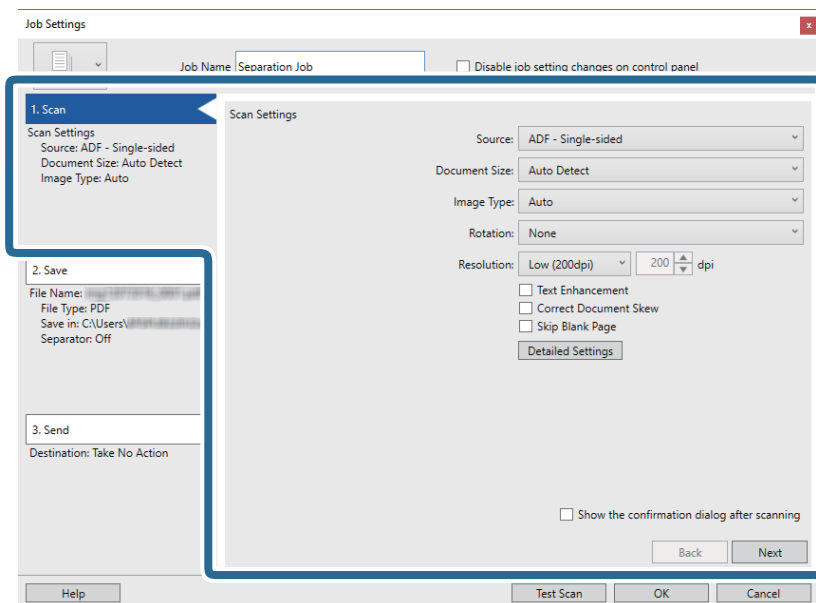 Job Settings
x
Job Name Separation Job Disable job setting changes on control panel
1. Scan
Scan Settings
Source: ADF - Single-sided
Document Size: Auto Detect
Image Type: Auto
2. Save
File Name:
File Type: PDF
Save in: C:\Users\
Separator: Off
3. Send
Destination: Take No Action
Scan Settings
Source: ADF - Single-sided
Document Size: Auto Detect
Image Type: Auto
Rotation: None
Resolution: Low (200dpi) 200 dpi
Text Enhancement
Correct Document Skew
Skip Blank Page
Detailed Settings
Show the confirmation dialog after scanning
Back Next
Help Test Scan OK Cancel